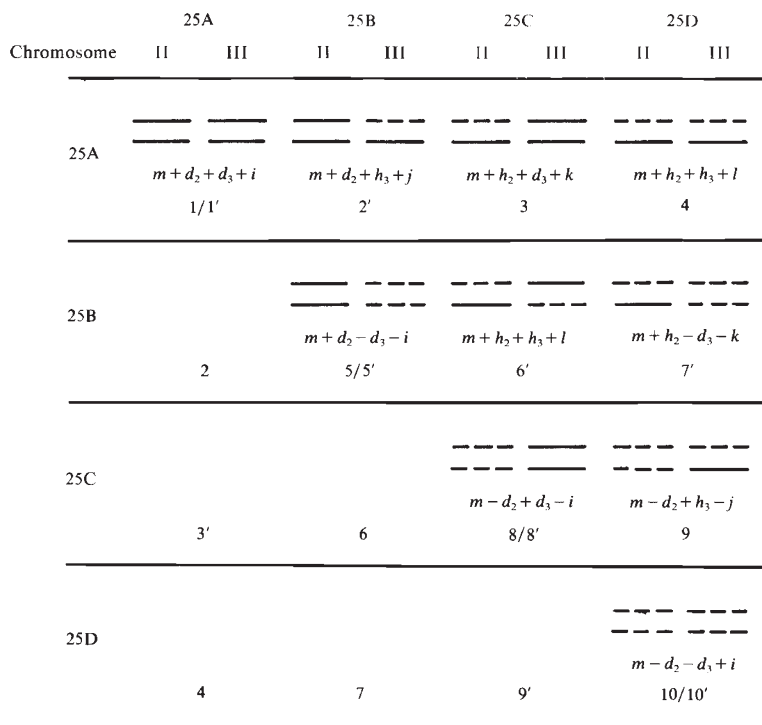 25A 25B 25C 25D
Chromosome II III II III II III II III
25A
m + d₂ + d₃ + i m + d₂ + h₃ + j m + h₂ + d₃ + k m + h₂ + h₃ + l
1/1′ 2′ 3 4
25B
m + d₂ − d₃ − i m + h₂ + h₃ + l m + h₂ − d₃ − k
2 5/5′ 6′ 7′
25C
m − d₂ + d₃ − i m − d₂ + h₃ − j
3′ 6 8/8′ 9
25D
m − d₂ − d₃ + i
4 7 9′ 10/10′